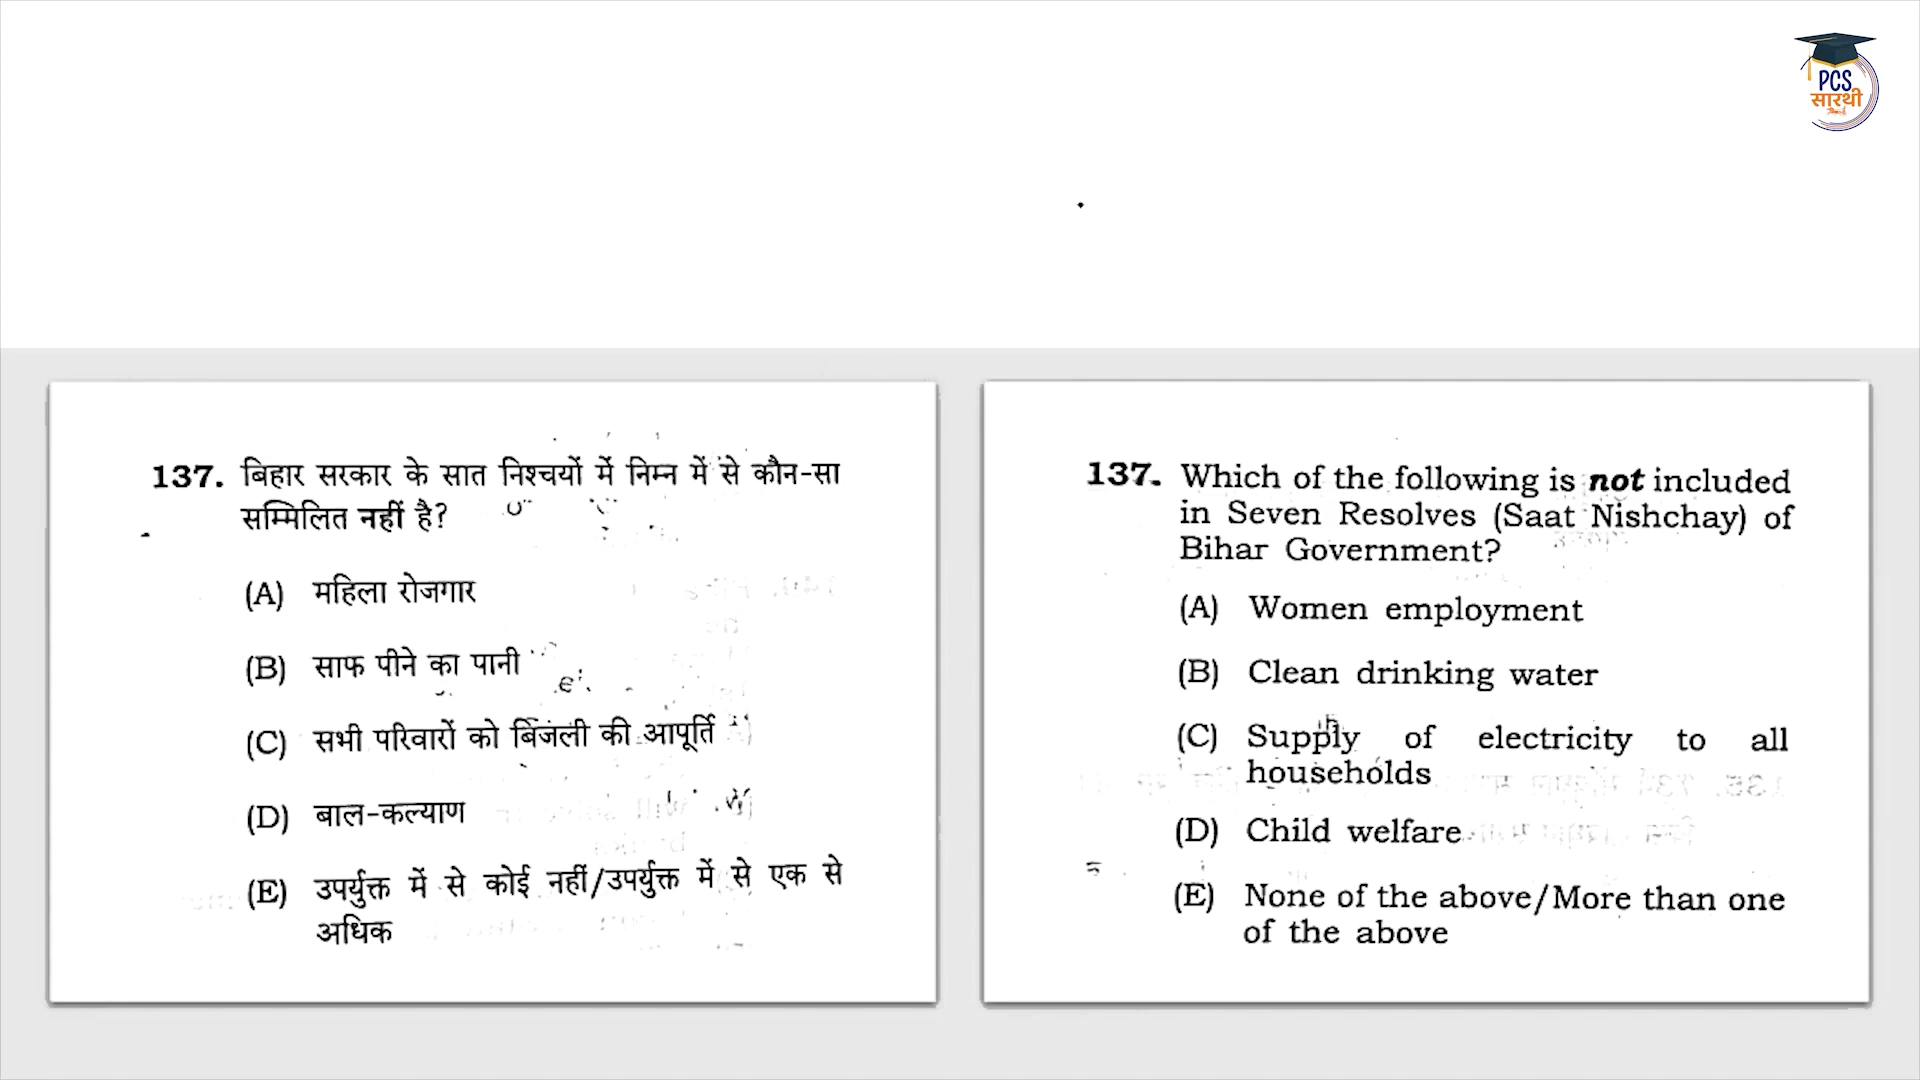 PCS
सारथी
137. बिहार सरकार के सात निश्चयों में निम्न में से कौन-सा
सम्मिलित नहीं है?
(A) महिला रोजगार
(B) साफ पीने का पानी
(C) सभी परिवारों को बिजली की आपूर्ति
(D) बाल-कल्याण
(E) उपर्युक्त में से कोई नहीं/उपर्युक्त में से एक से
अधिक
137. Which of the following is not included
in Seven Resolves (Saat Nishchay) of
Bihar Government?
(A) Women employment
(B) Clean drinking water
(C) Supply of electricity to all
households
(D) Child welfare
(E) None of the above/More than one
of the above